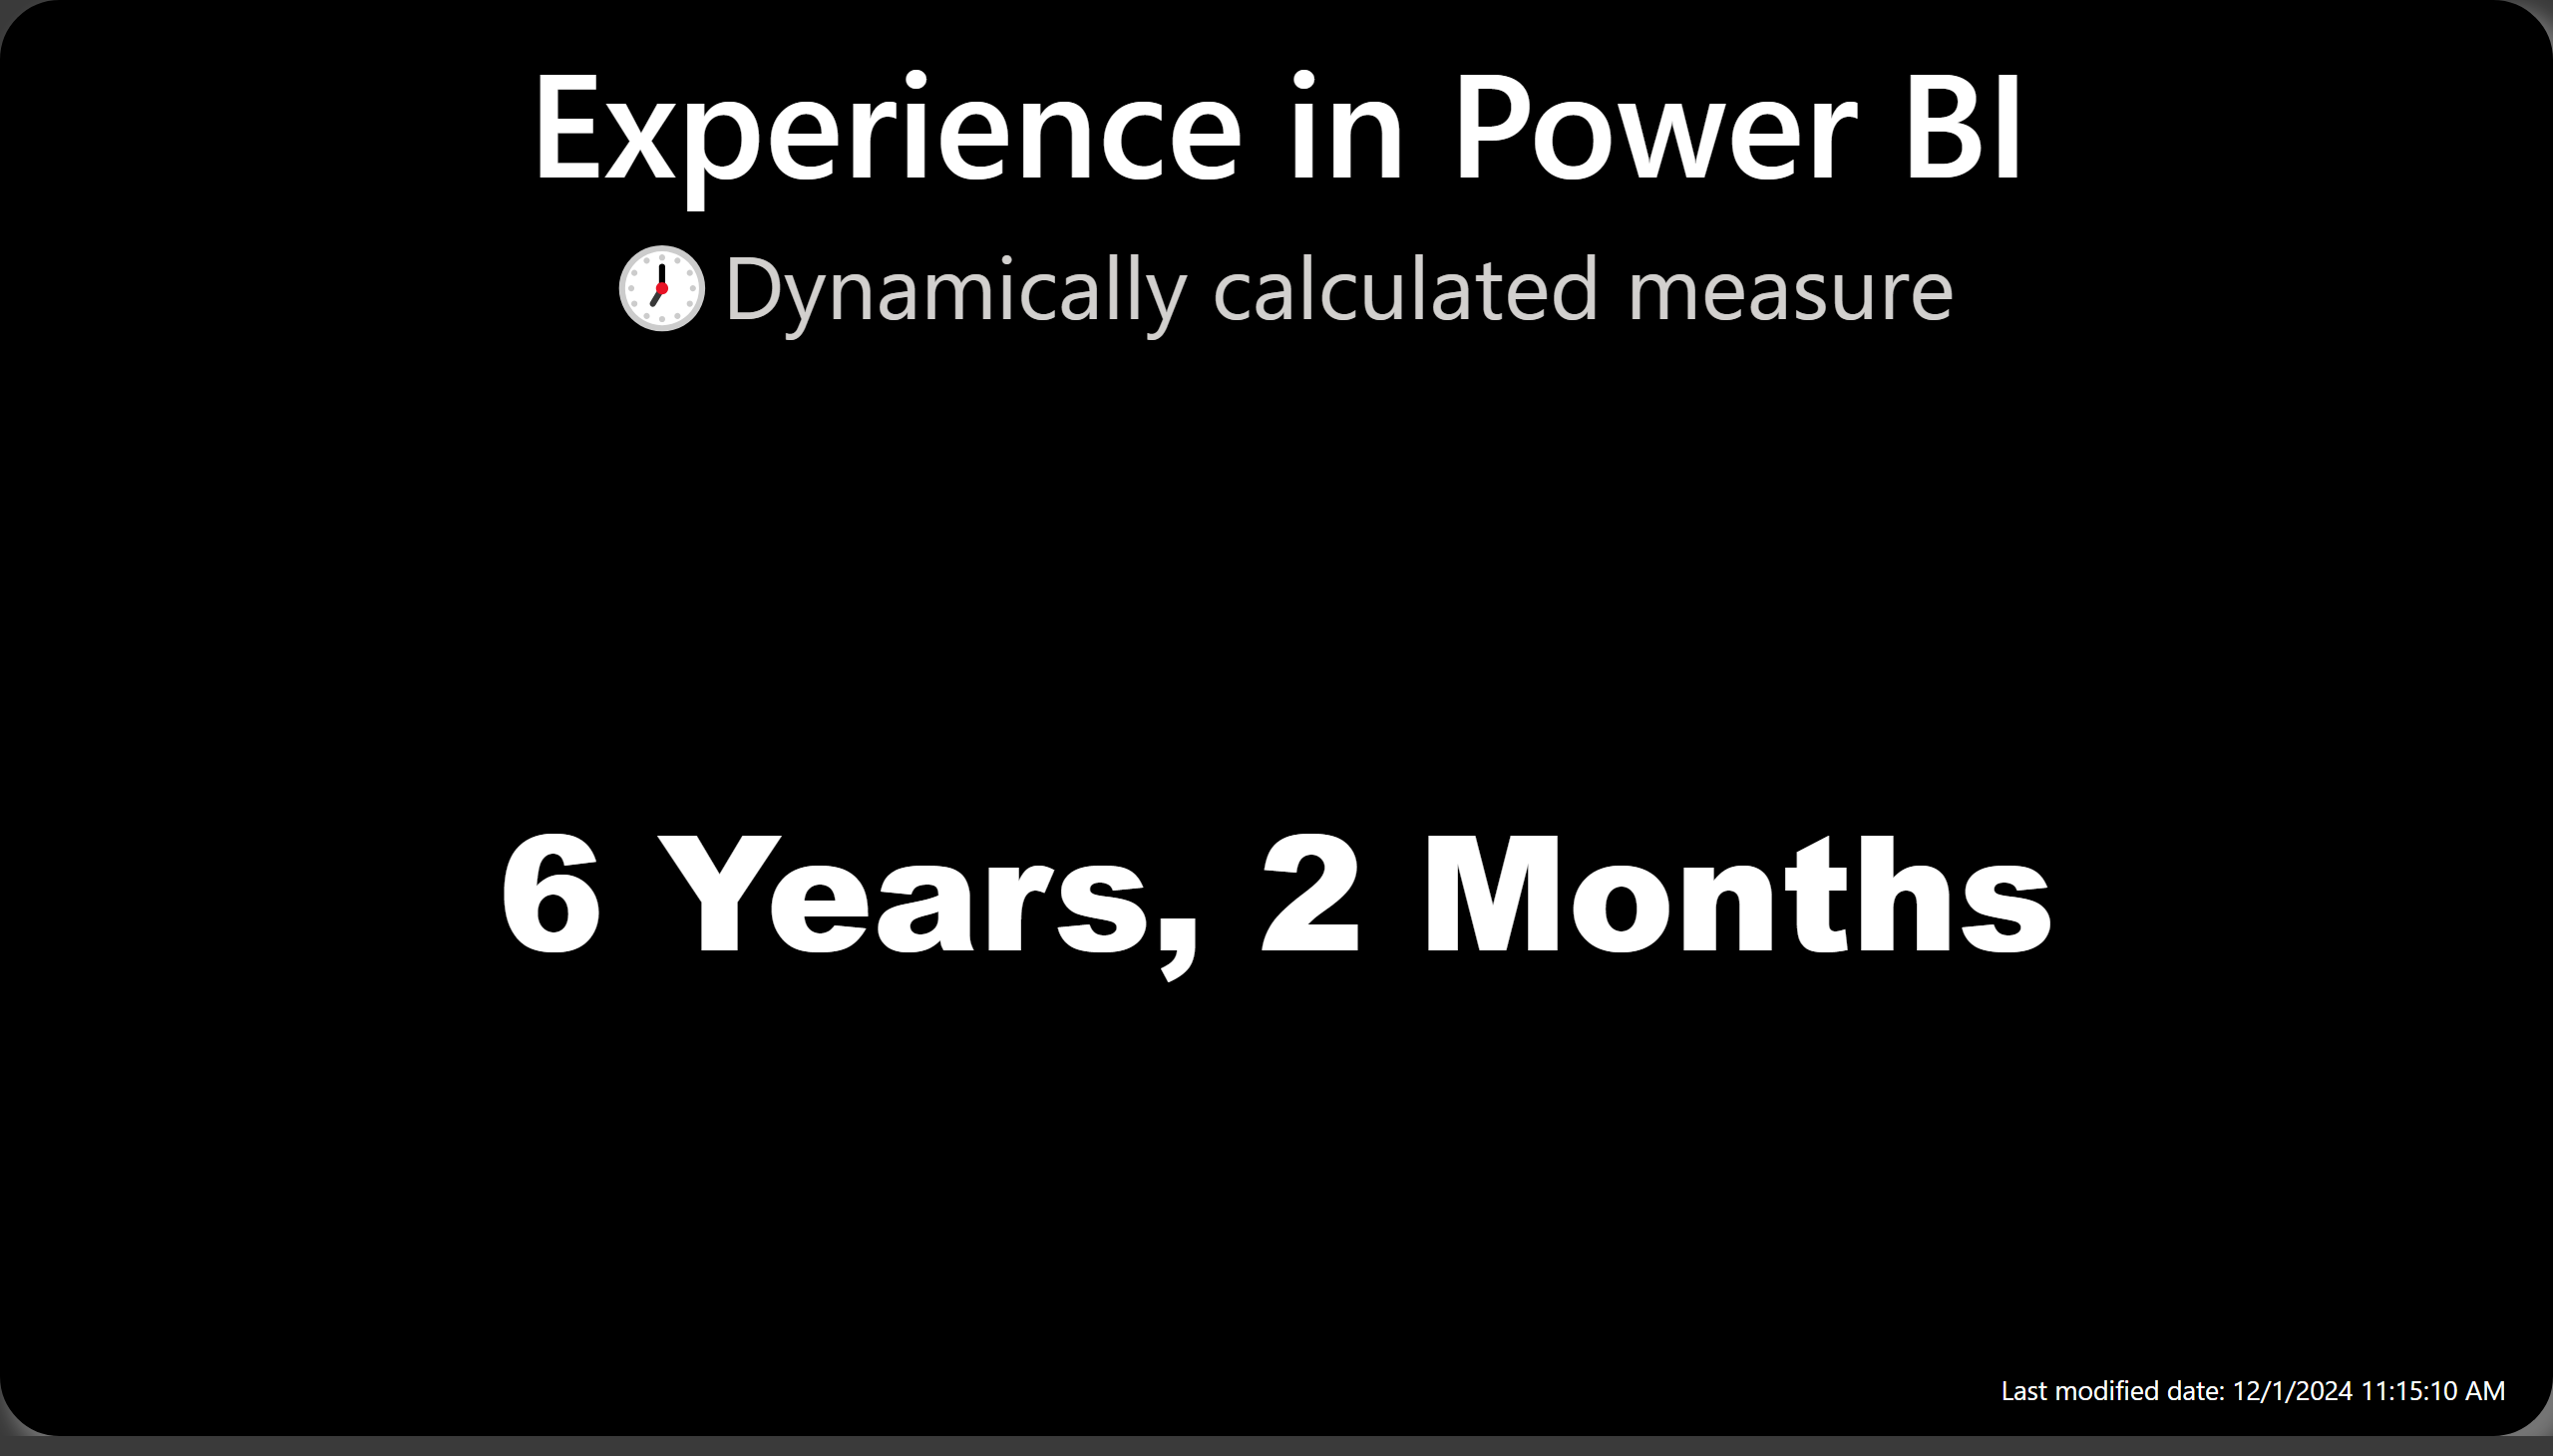 Experience in Power BI
Dynamically calculated measure
6 Years, 2 Months
Last modified date: 12/1/2024 11:15:10 AM